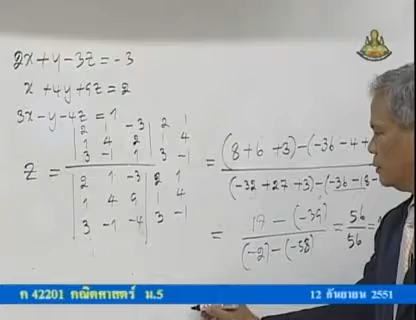 2x+y-3z=-3
x+4y+9z=2
3x-y-4z=1
2 1 -3 2 1
1 4 2 1 4
3 -1 1 3 -1
z = = (8+6+3)-(-36-4+
2 1 -3 2 1
1 4 9 1 4
3 -1 -4 3 -1
(-32+27+3)-(-36-18-
= 17-(-39) = 56
(-2)-(-58) 56
ค 42201 คณิตศาสตร์ ม.5 12 กันยายน 2551